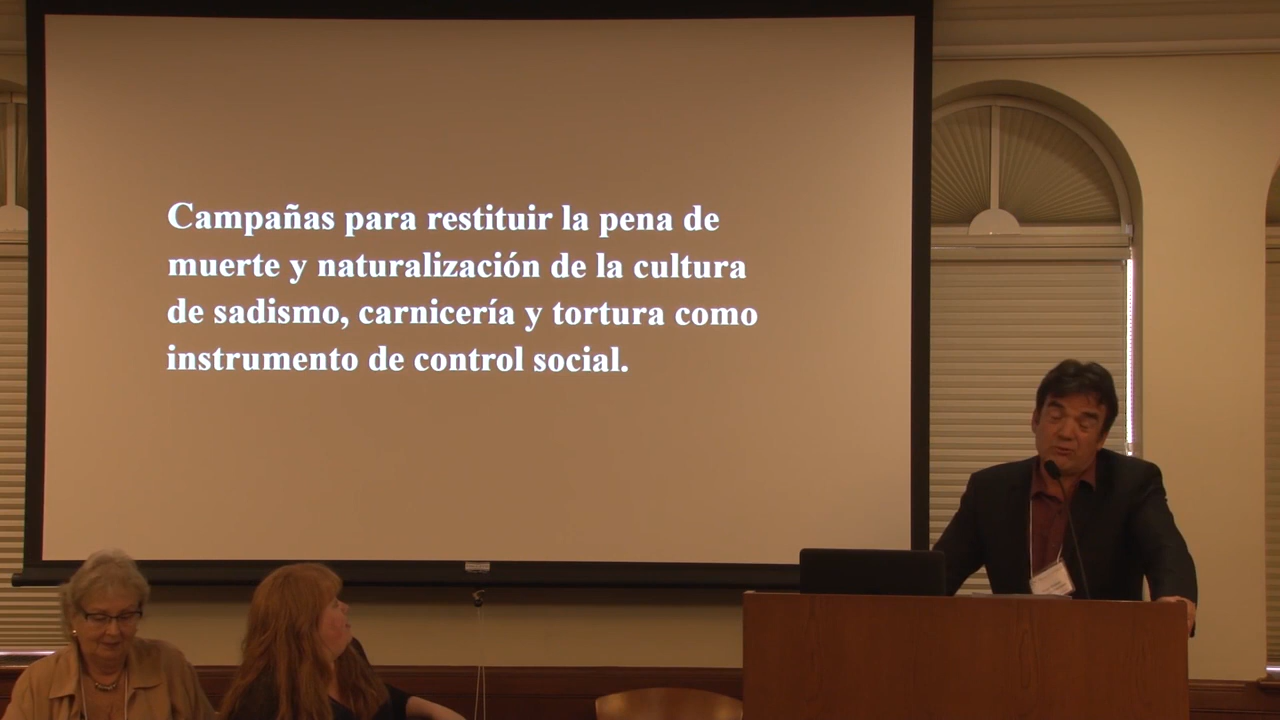 Campañas para restituir la pena de
muerte y naturalización de la cultura
de sadismo, carnicería y tortura como
instrumento de control social.